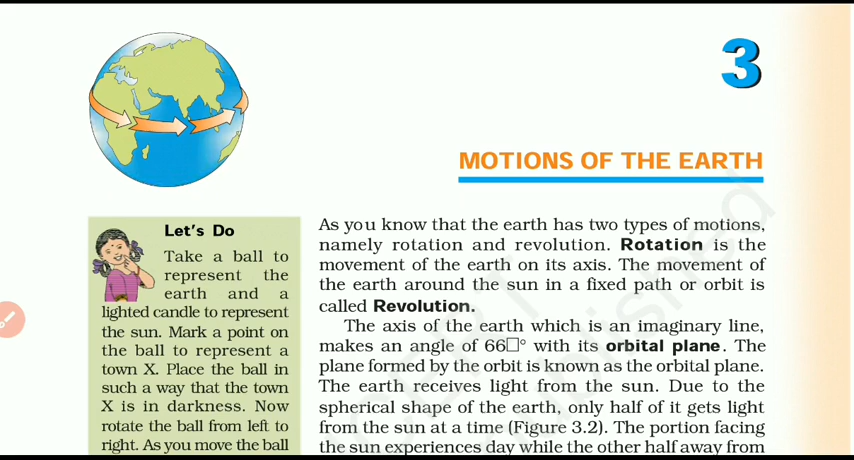 3
MOTIONS OF THE EARTH
Let's Do
Take a ball to
represent the
earth and a
lighted candle to represent
the sun. Mark a point on
the ball to represent a
town X. Place the ball in
such a way that the town
X is in darkness. Now
rotate the ball from left to
right. As you move the ball
As you know that the earth has two types of motions,
namely rotation and revolution. Rotation is the
movement of the earth on its axis. The movement of
the earth around the sun in a fixed path or orbit is
called Revolution.
The axis of the earth which is an imaginary line,
makes an angle of 66□° with its orbital plane. The
plane formed by the orbit is known as the orbital plane.
The earth receives light from the sun. Due to the
spherical shape of the earth, only half of it gets light
from the sun at a time (Figure 3.2). The portion facing
the sun experiences day while the other half away from